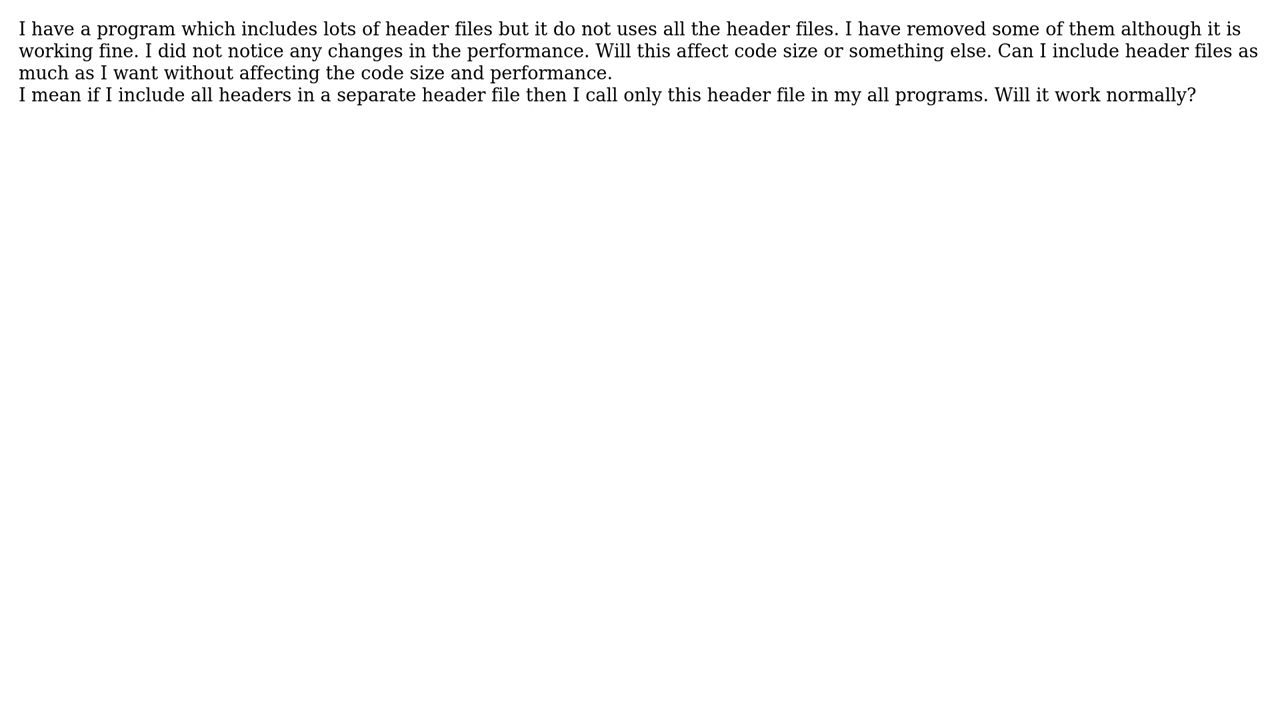 I have a program which includes lots of header files but it do not uses all the header files. I have removed some of them although it is
working fine. I did not notice any changes in the performance. Will this affect code size or something else. Can I include header files as
much as I want without affecting the code size and performance.
I mean if I include all headers in a separate header file then I call only this header file in my all programs. Will it work normally?